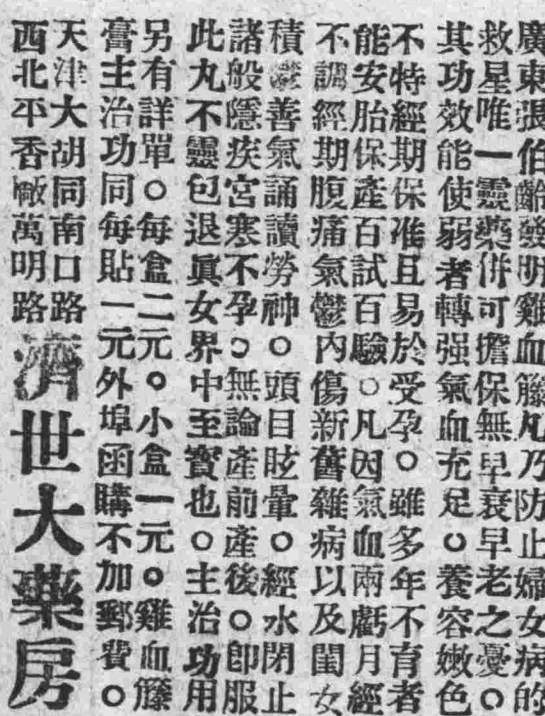 廣東張伯齡發明雞血籐丸乃防止婦女病的
救星唯一靈藥併可擔保無早衰早老之憂○
其功效能使弱者轉强氣血充足○養容嫩色
不特經期保准且易於受孕○雖多年不育者
能安胎保產百試百驗○凡因氣血兩虧月經
不調經期腹痛氣鬱內傷新舊雜病以及閨女
積鬱善氣誦讀勞神○頭目眩暈○經水閉止
諸般隱疾宮寒不孕○無論產前產後○即服
此丸不靈包退眞女界中至寶也○主治功用
另有詳單○每盒二元○小盒一元○雞血籐
膏主治功同每貼一元外埠函購不加郵費○
天津大胡同南口路
西北平香廠萬明路
濟世大藥房